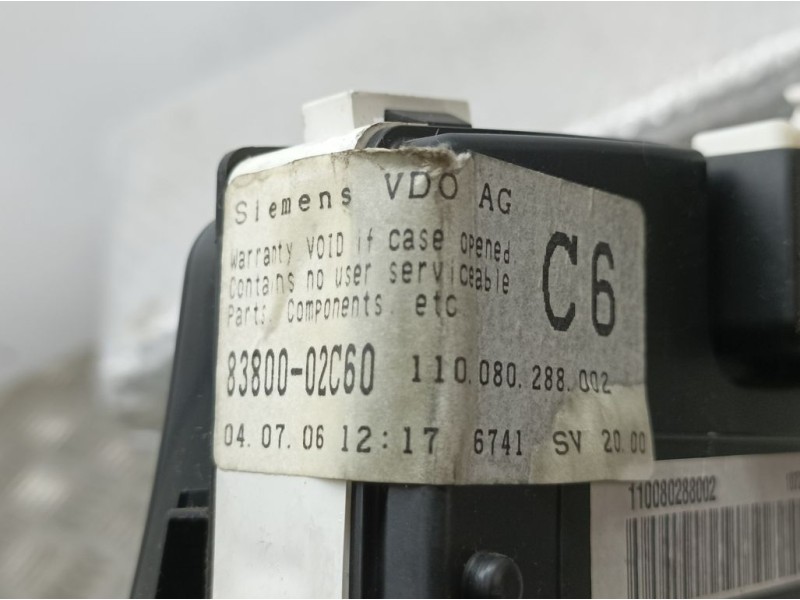 Siemens VDO AG
Warranty VOID if case opened.
Contains no user serviceable
Parts, Components, etc
C6
83800-02C60 110.080.288.002
04.07.06 12:17 6741 SV 20.00
110080288002